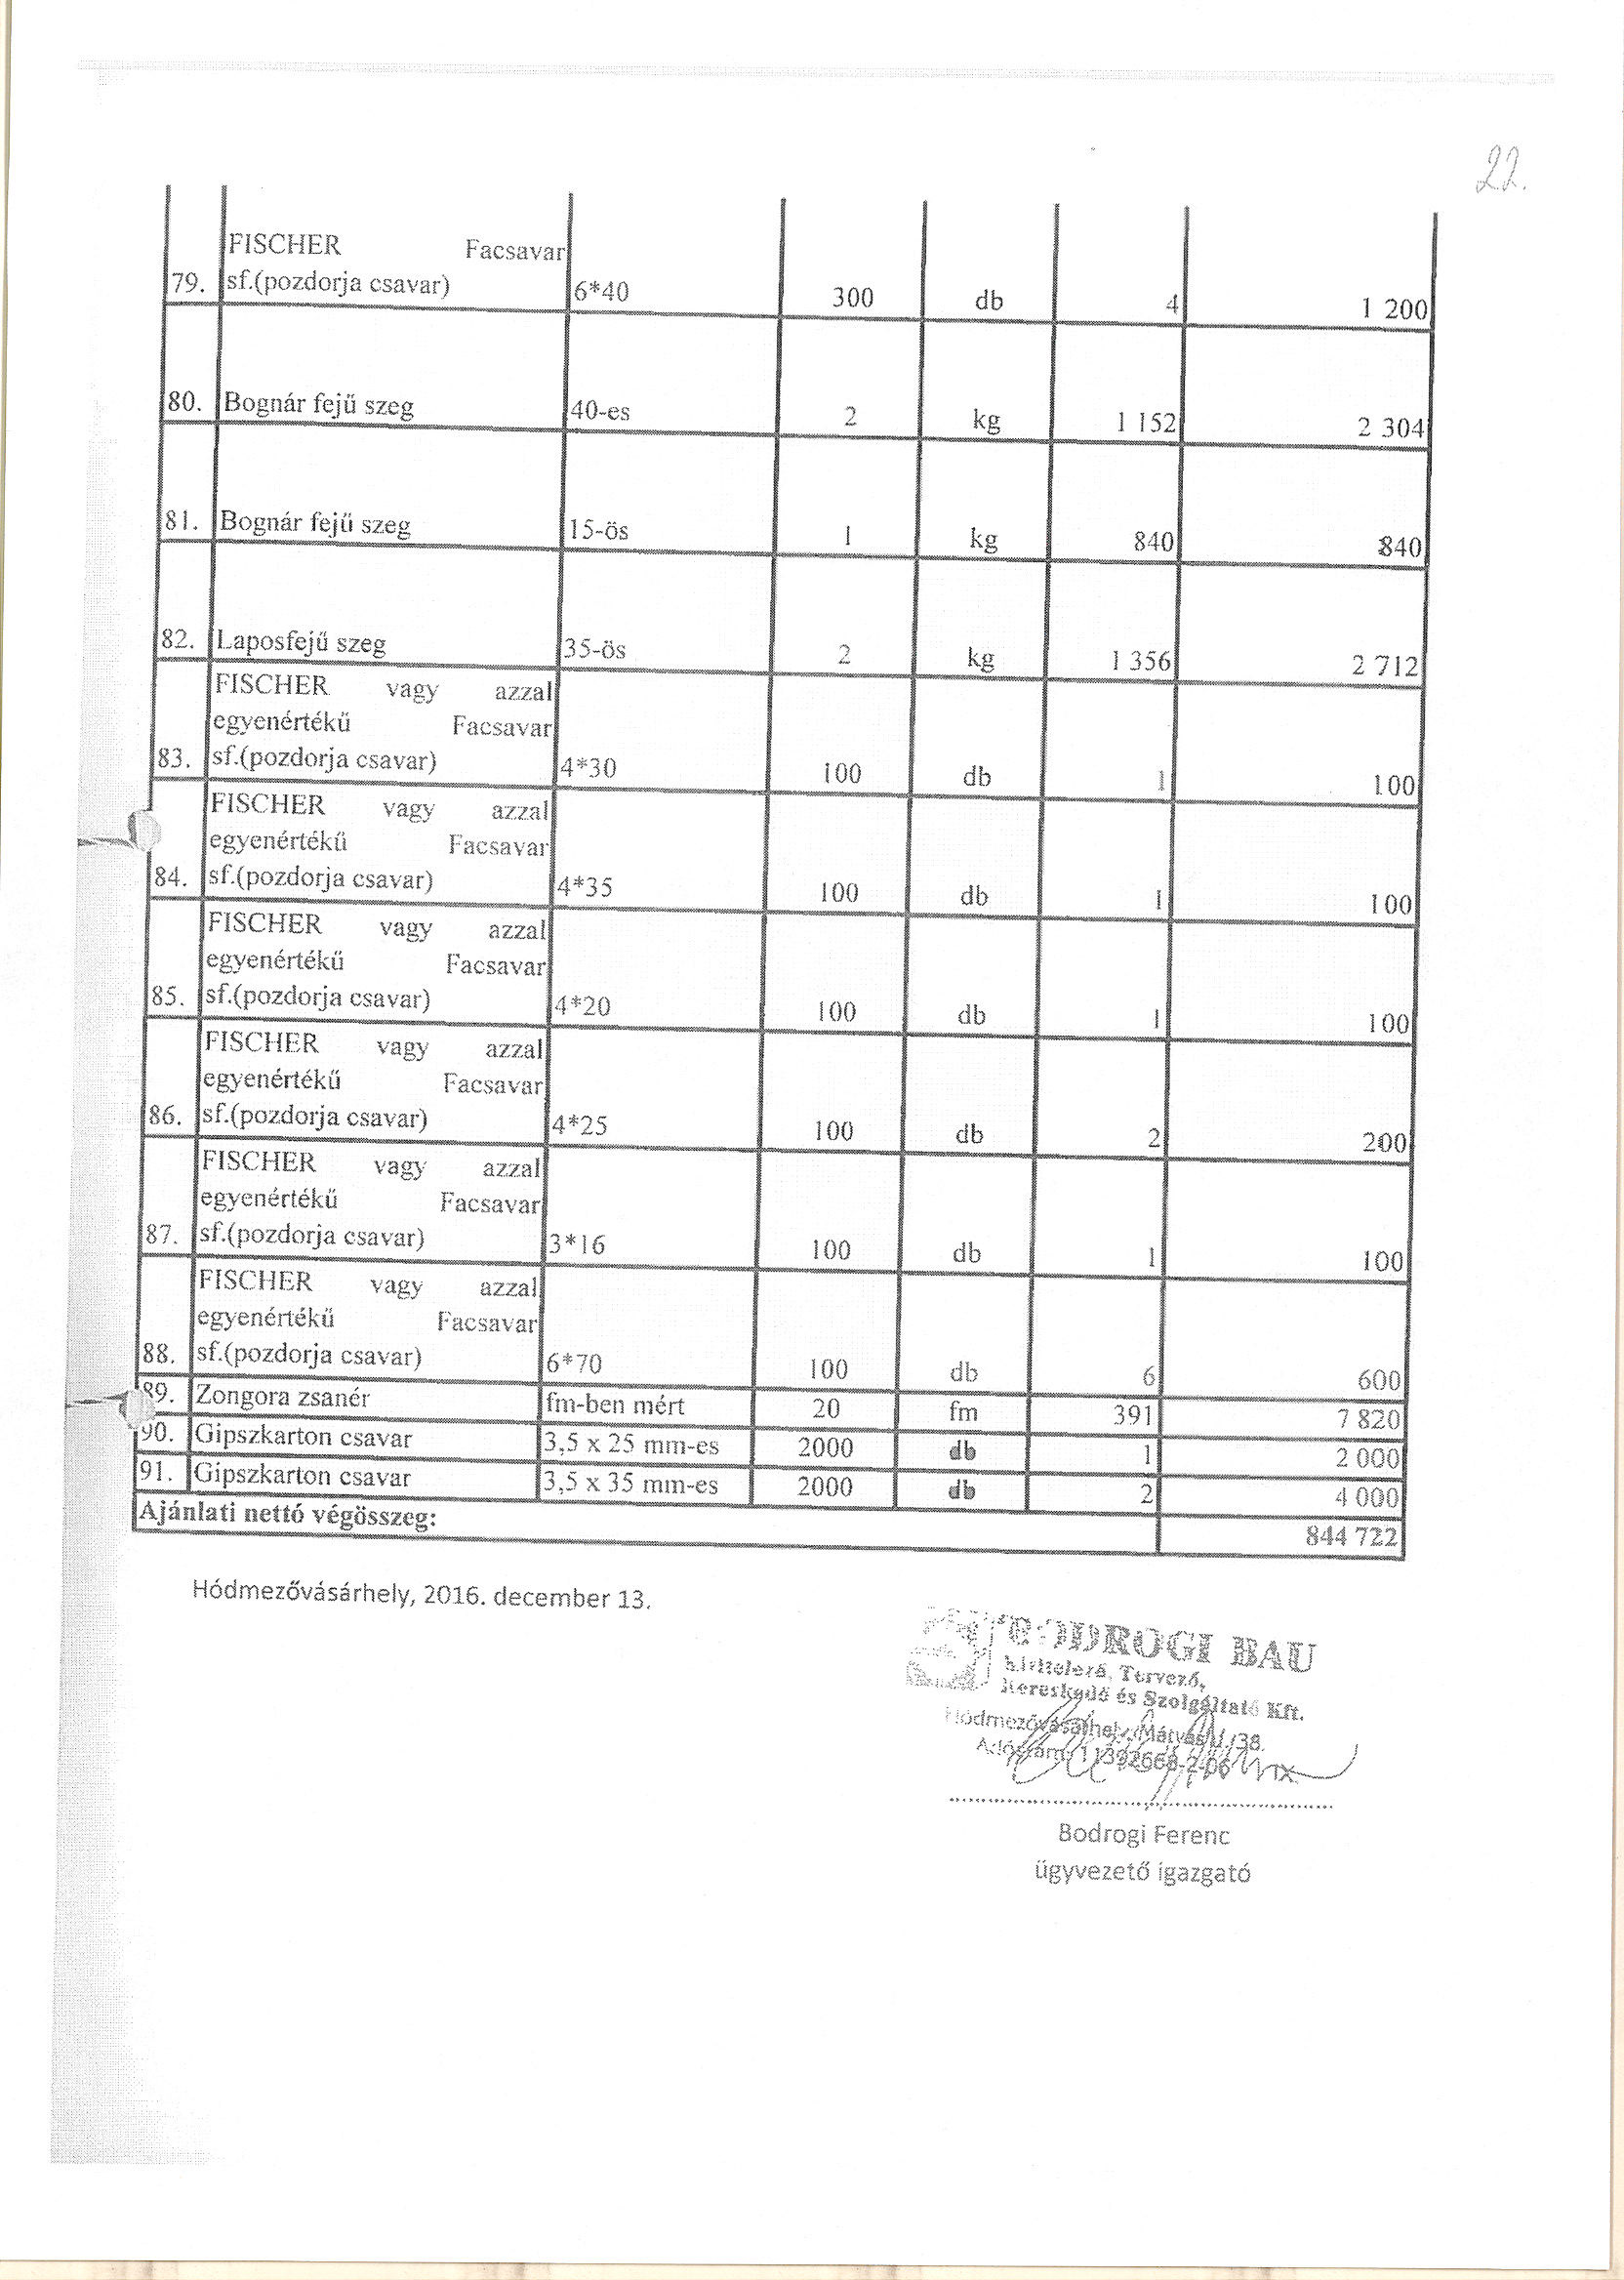 22.
FISCHER Facsavar
79. sf.(pozdorja csavar) 6*40 300 db 4 1 200
80. Bognár fejű szeg 40-es 2 kg 1 152 2 304
81. Bognár fejű szeg 15-ös 1 kg 840 840
82. Laposfejű szeg 35-ös 2 kg 1 356 2 712
FISCHER vagy azzal
egyenértékű Facsavar
83. sf.(pozdorja csavar) 4*30 100 db 1 100
FISCHER vagy azzal
egyenértékű Facsavar
84. sf.(pozdorja csavar) 4*35 100 db 1 100
FISCHER vagy azzal
egyenértékű Facsavar
85. sf.(pozdorja csavar) 4*20 100 db 1 100
FISCHER vagy azzal
egyenértékű Facsavar
86. sf.(pozdorja csavar) 4*25 100 db 2 200
FISCHER vagy azzal
egyenértékű Facsavar
87. sf.(pozdorja csavar) 3*16 100 db 1 100
FISCHER vagy azzal
egyenértékű Facsavar
88. sf.(pozdorja csavar) 6*70 100 db 6 600
89. Zongora zsanér fm-ben mért 20 fm 391 7 820
90. Gipszkarton csavar 3,5 x 25 mm-es 2000 db 1 2 000
91. Gipszkarton csavar 3,5 x 35 mm-es 2000 db 2 4 000
Ajánlati nettó végösszeg: 844 722
Hódmezővásárhely, 2016. december 13.
BODROGI BAU
Kivitelező, Tervező,
Kereskedő és Szolgáltató Kft.
Hódmezővásárhely, 38.
Adószám: 11392668-2-06
Bodrogi Ferenc
ügyvezető igazgató